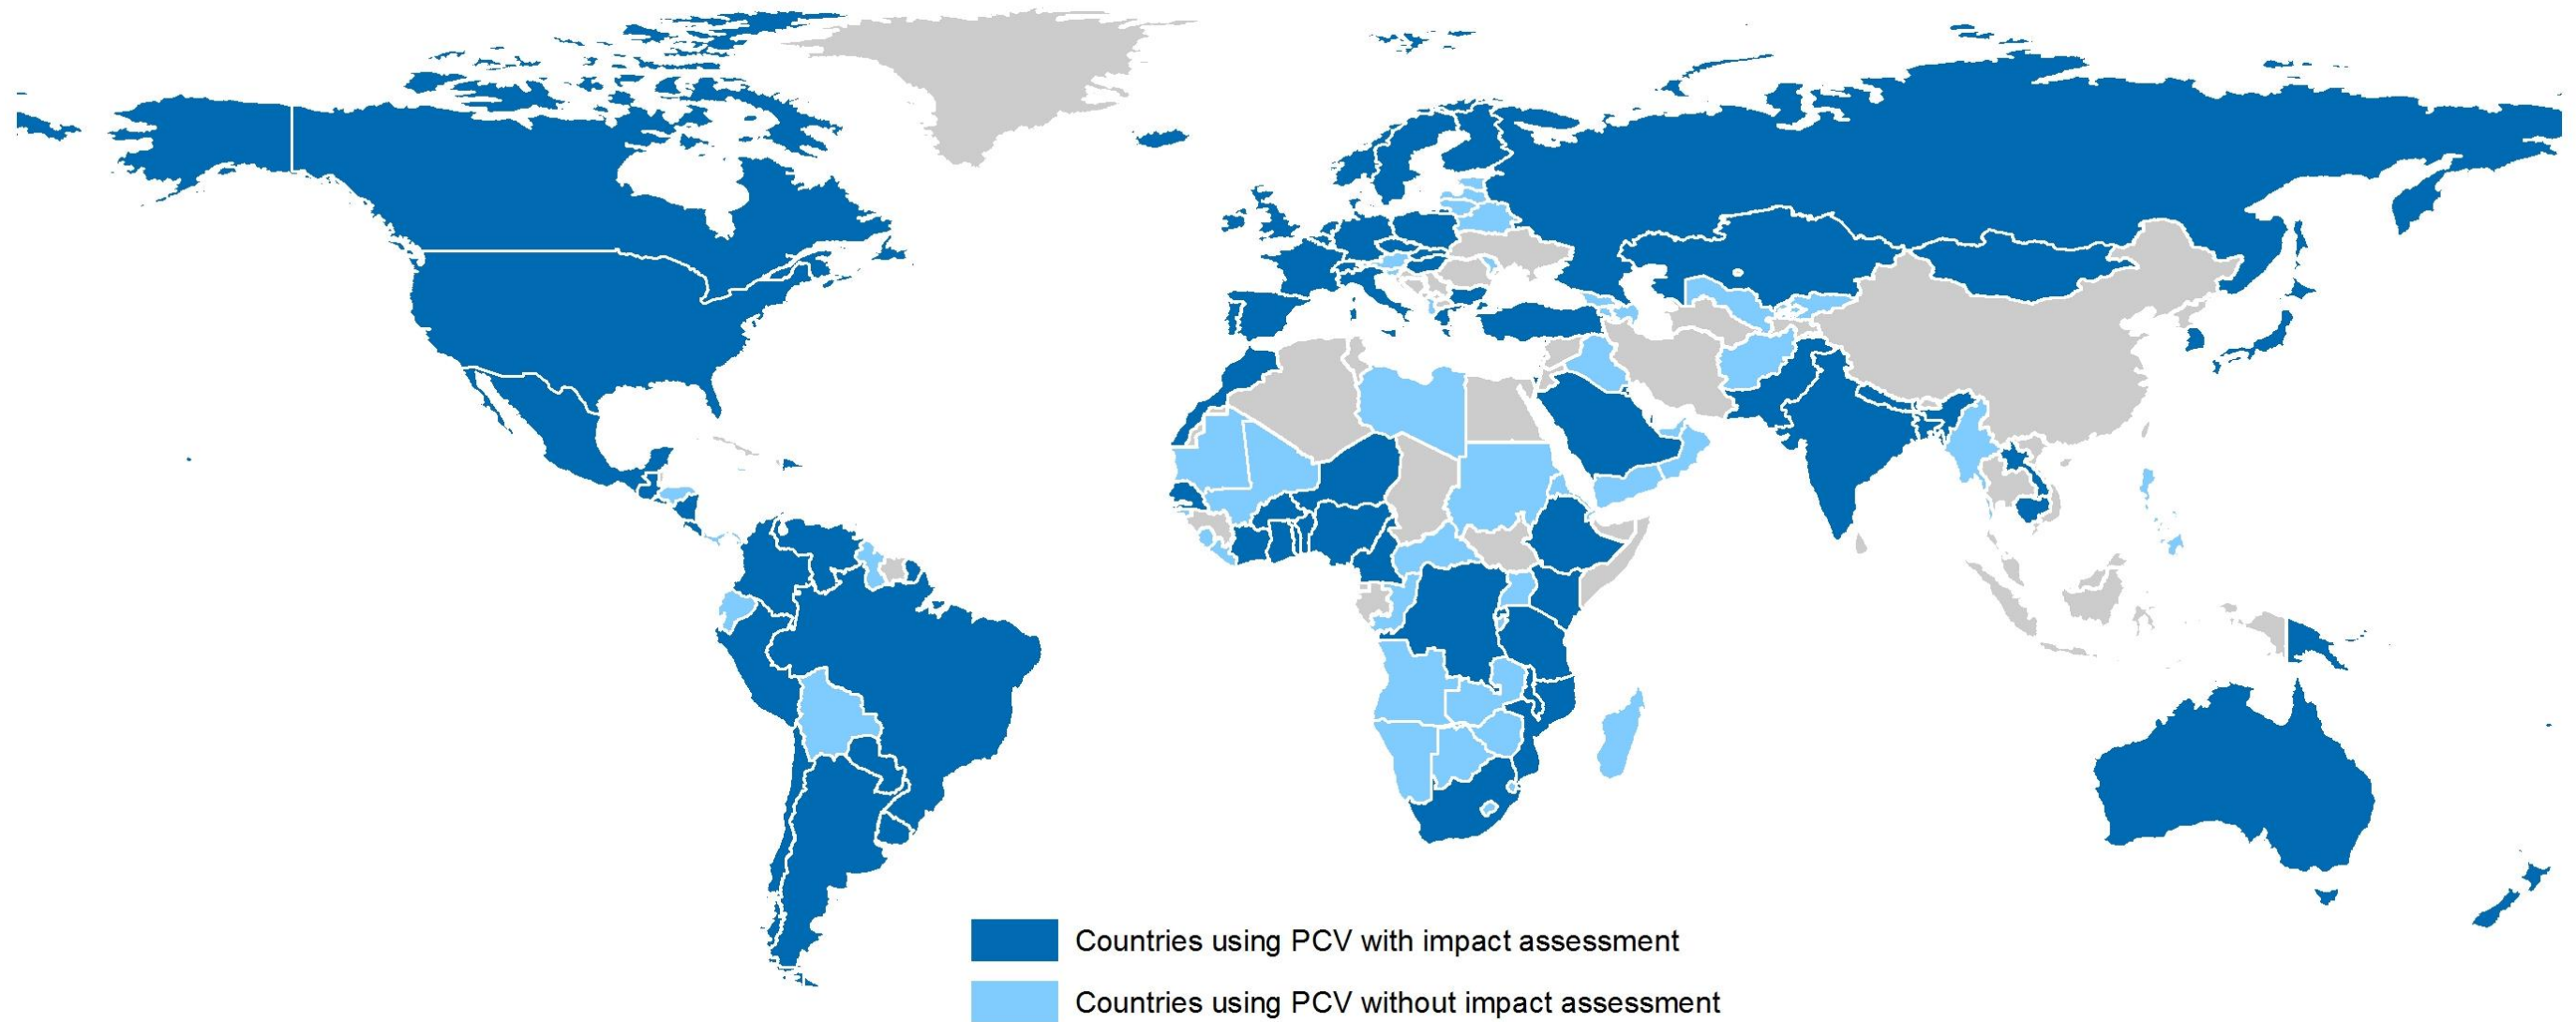 Countries using PCV with impact assessment
Countries using PCV without impact assessment